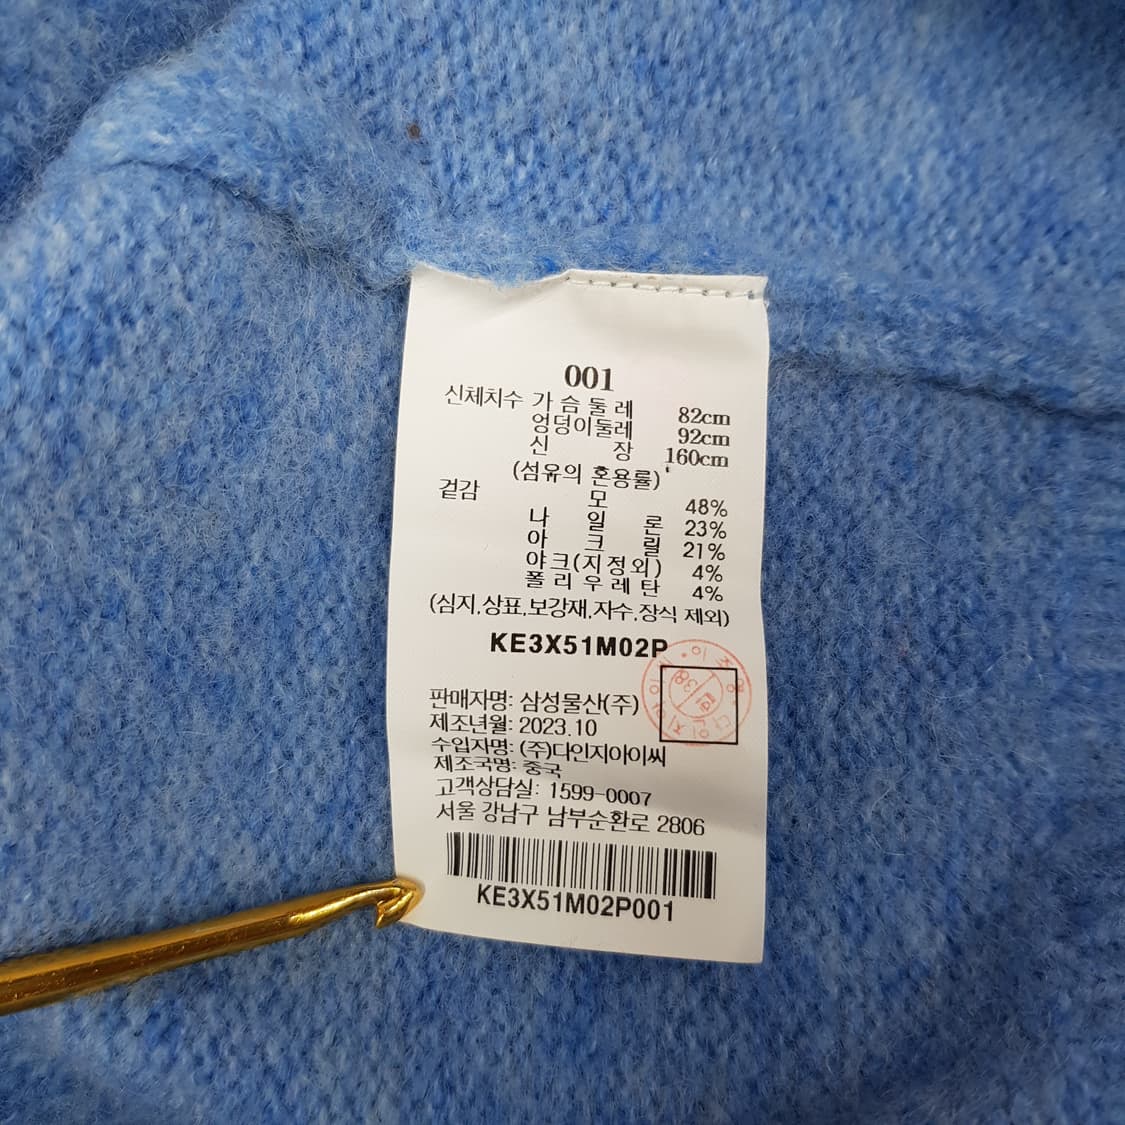 001
신체치수 가슴둘레 82cm
엉덩이둘레 92cm
신 장 160cm
(섬유의 혼용률)
겉감 모 48%
나 일 론 23%
아 크 릴 21%
야크(지정외) 4%
폴리우레탄 4%
(심지,상표,보강재,자수,장식 제외)
KE3X51M02P
판매자명: 삼성물산(주)
제조년월: 2023.10
수입자명: (주)다인지아이씨
제조국명: 중국
고객상담실: 1599-0007
서울 강남구 남부순환로 2806
KE3X51M02P001